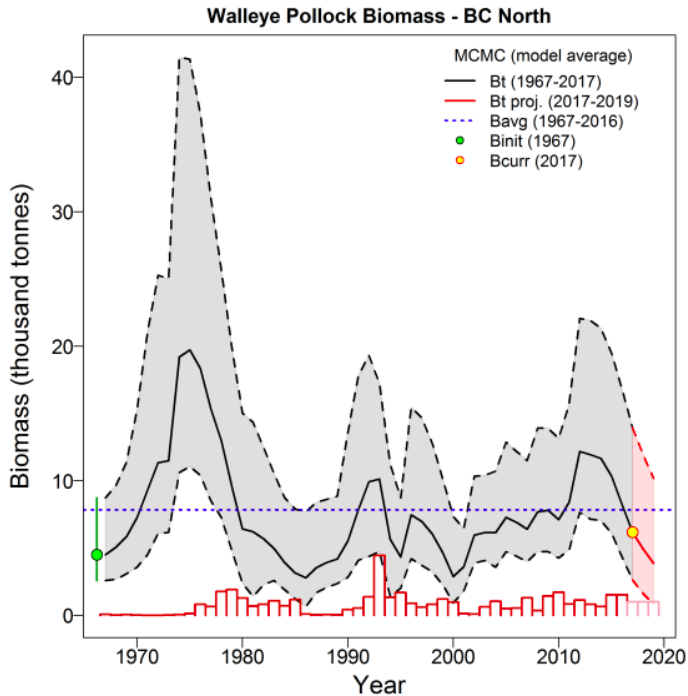 Walleye Pollock Biomass - BC North
MCMC (model average)
Bt (1967-2017)
Bt proj. (2017-2019)
Bavg (1967-2016)
Binit (1967)
Bcurr (2017)
Biomass (thousand tonnes)
40
30
20
10
0
1970 1980 1990 2000 2010 2020
Year